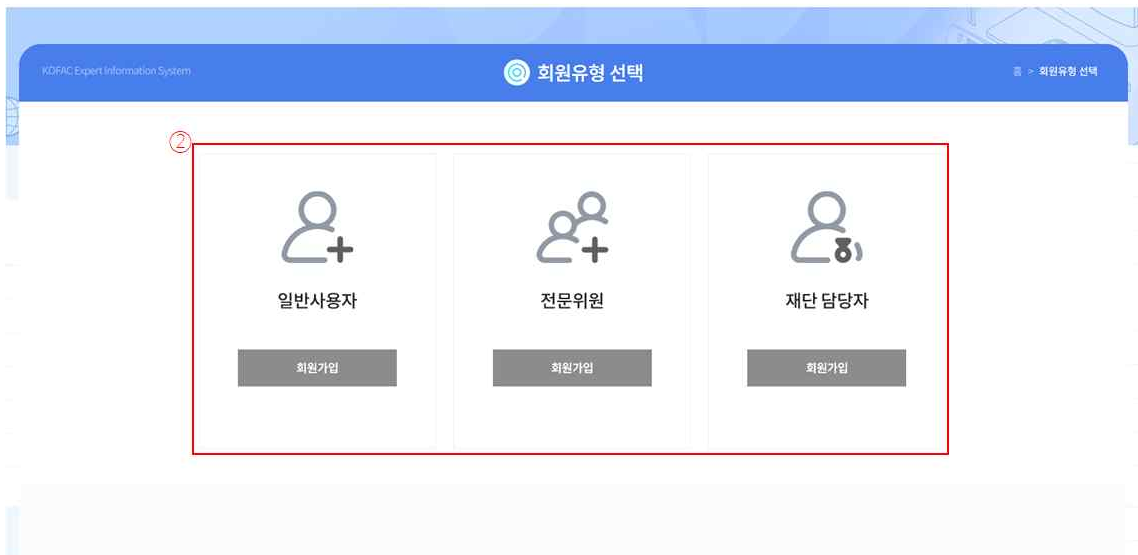 KOFAC Expert Information System
회원유형 선택
홈 > 회원유형 선택
②
일반사용자
전문위원
재단 담당자
회원가입
회원가입
회원가입